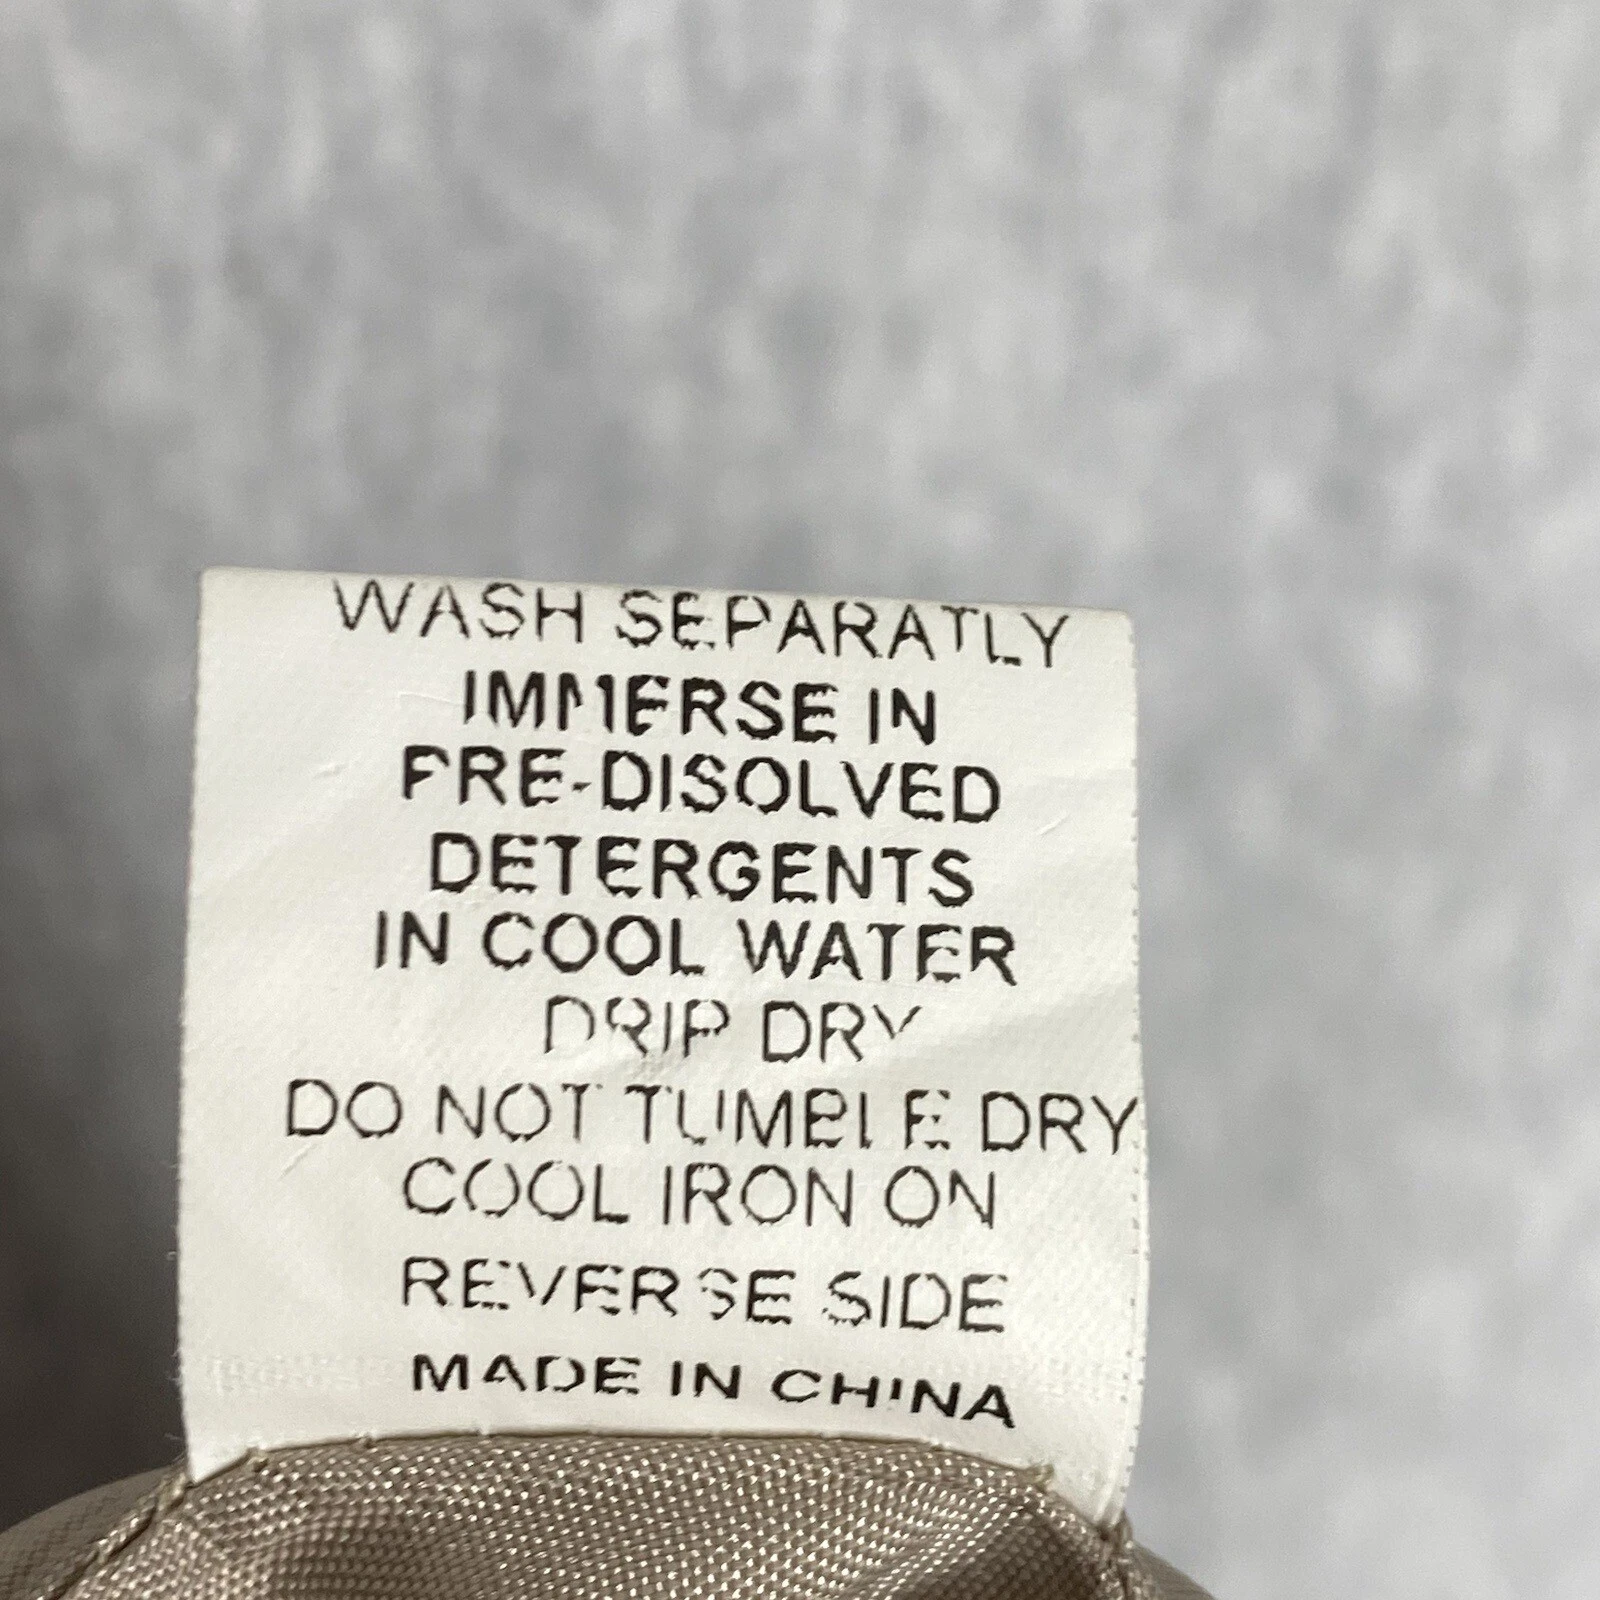 WASH SEPARATLY
IMMERSE IN
PRE-DISOLVED
DETERGENTS
IN COOL WATER
DRIP DRY
DO NOT TUMBLE DRY
COOL IRON ON
REVERSE SIDE
MADE IN CHINA